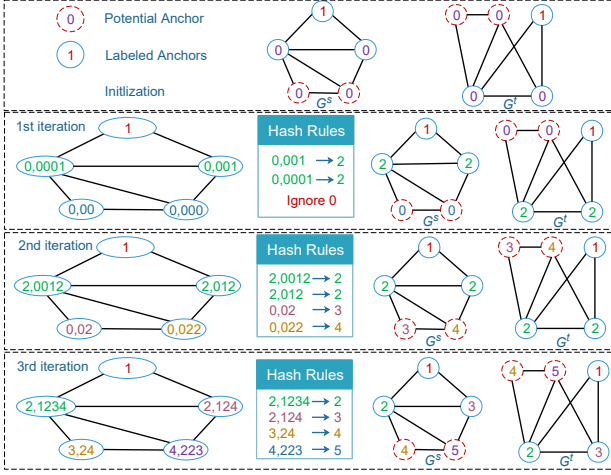 0 Potential Anchor
1 Labeled Anchors
Initlization
1
0 0
0 0
G^s
0 0 1
0 0
G^t
1st iteration
1
0,0001 0,001
0,00 0,000
Hash Rules
0,001 → 2
0,0001 → 2
Ignore 0
1
2 2
0 0
G^s
0 0 1
2 2
G^t
2nd iteration
1
2,0012 2,012
0,02 0,022
Hash Rules
2,0012 → 2
2,012 → 2
0,02 → 3
0,022 → 4
1
2 2
3 4
G^s
3 4 1
2 2
G^t
3rd iteration
1
2,1234 2,124
3,24 4,223
Hash Rules
2,1234 → 2
2,124 → 3
3,24 → 4
4,223 → 5
1
2 3
4 5
G^s
4 5 1
2 3
G^t